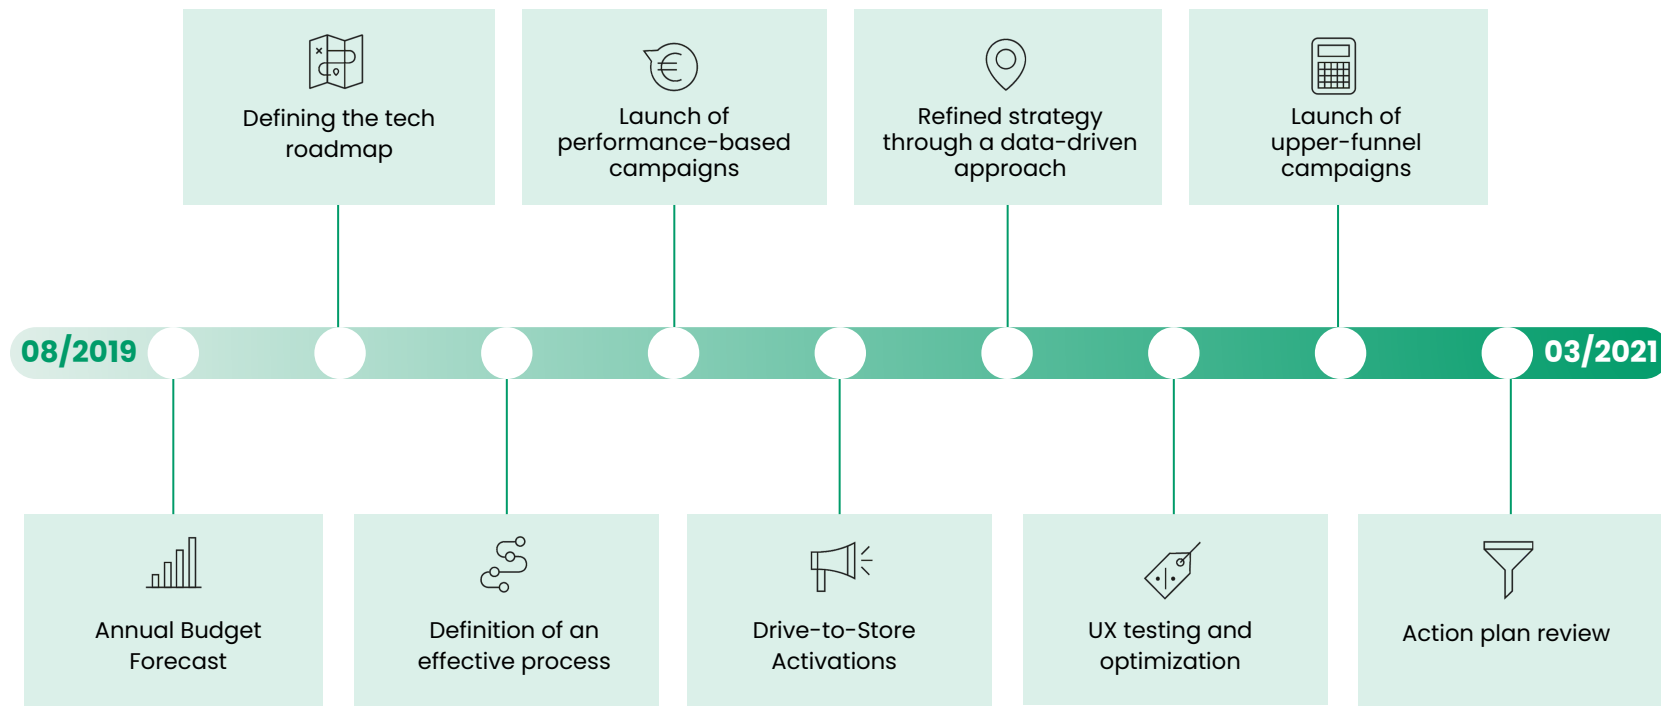 Defining the tech
roadmap
Launch of
performance-based
campaigns
Refined strategy
through a data-driven
approach
Launch of
upper-funnel
campaigns
08/2019
03/2021
Annual Budget
Forecast
Definition of an
effective process
Drive-to-Store
Activations
UX testing and
optimization
Action plan review